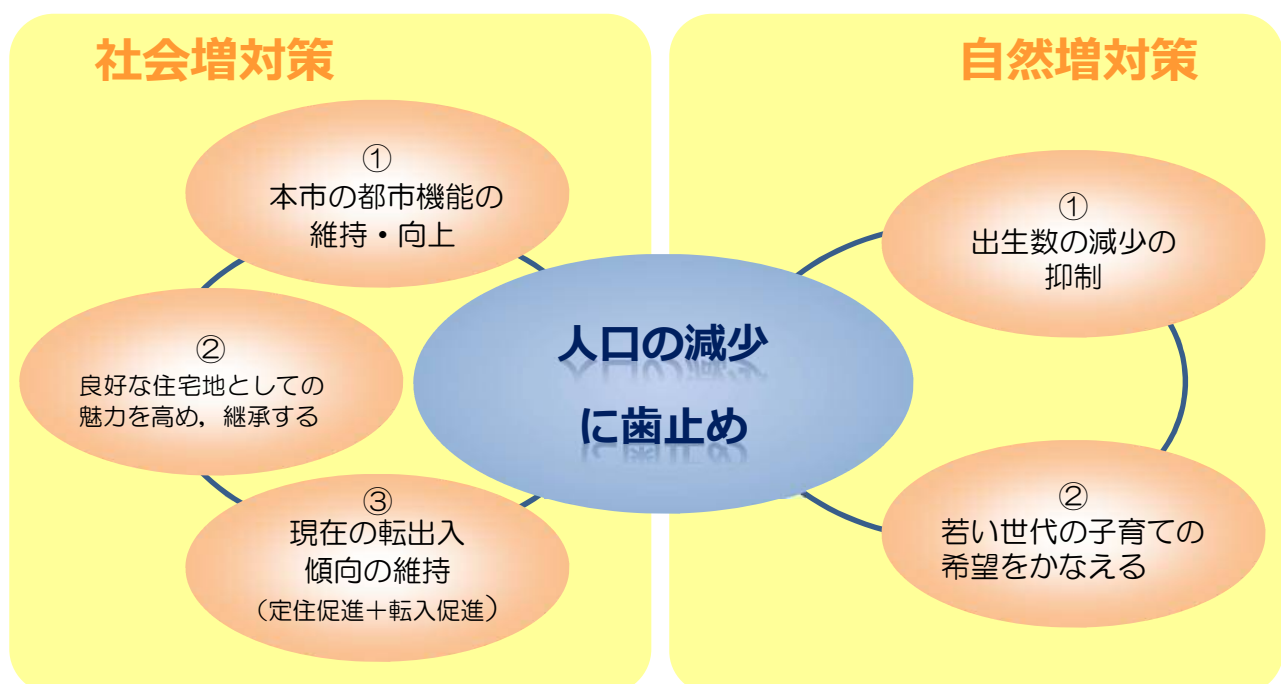 社会増対策
①
本市の都市機能の
維持・向上
②
良好な住宅地としての
魅力を高め，継承する
③
現在の転出入
傾向の維持
（定住促進＋転入促進）
人口の減少
に歯止め
自然増対策
①
出生数の減少の
抑制
②
若い世代の子育ての
希望をかなえる